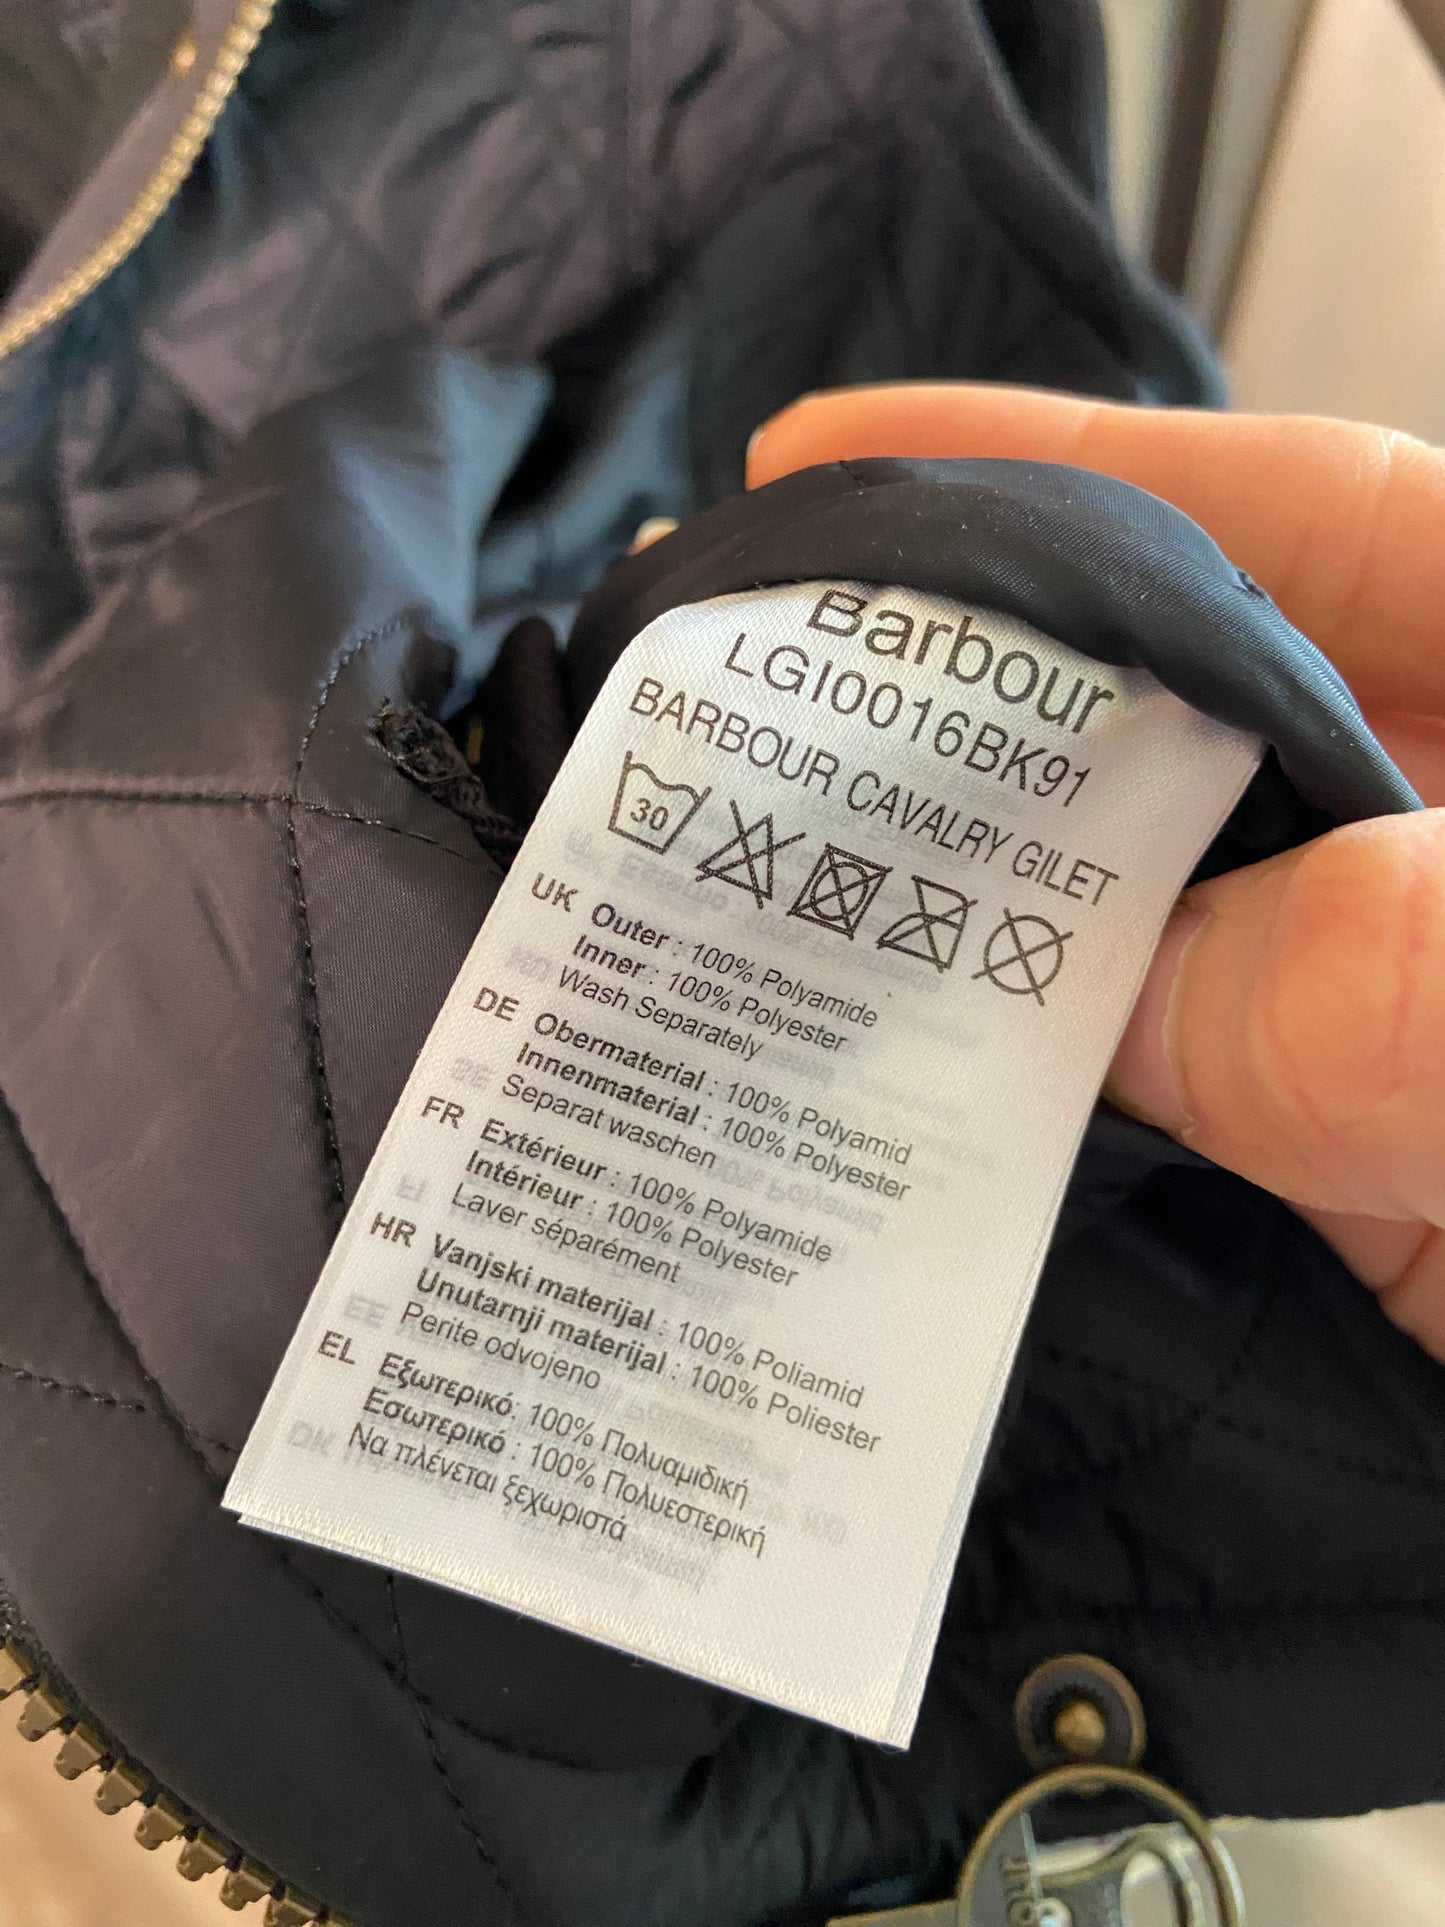 Barbour
LGI0016BK91
BARBOUR CAVALRY GILET
30
UK Outer : 100% Polyamide
Inner : 100% Polyester
Wash Separately
DE Obermaterial : 100% Polyamid
Innenmaterial : 100% Polyester
Separat waschen
FR Extérieur : 100% Polyamide
Intérieur : 100% Polyester
Laver séparément
HR Vanjski materijal : 100% Poliamid
Unutarnji materijal : 100% Poliester
Perite odvojeno
EL Εξωτερικό: 100% Πολυαμιδική
Εσωτερικό : 100% Πολυεστερική
Να πλένεται ξεχωριστά